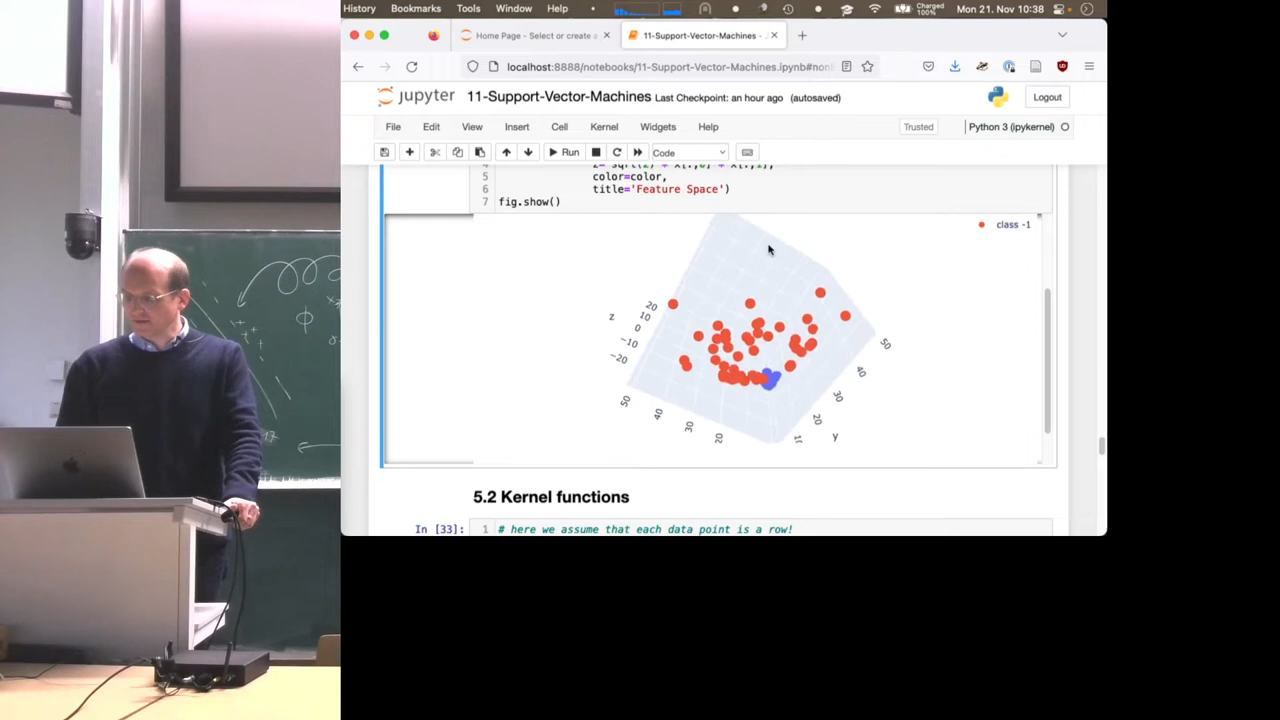 History Bookmarks Tools Window Help Charged 100% Mon 21. Nov 10:38
Home Page - Select or create a 11-Support-Vector-Machines -
localhost:8888/notebooks/11-Support-Vector-Machines.ipynb#
jupyter 11-Support-Vector-Machines Last Checkpoint: an hour ago (autosaved) Logout
File Edit View Insert Cell Kernel Widgets Help Trusted Python 3 (ipykernel)
Run Code
5 color=color,
6 title='Feature Space')
7 fig.show()
class -1
z
20
10
0
−10
−20
50
40
30
20
10
20
30
40
50
y
5.2 Kernel functions
In [33]: 1 # here we assume that each data point is a row!
ϕ